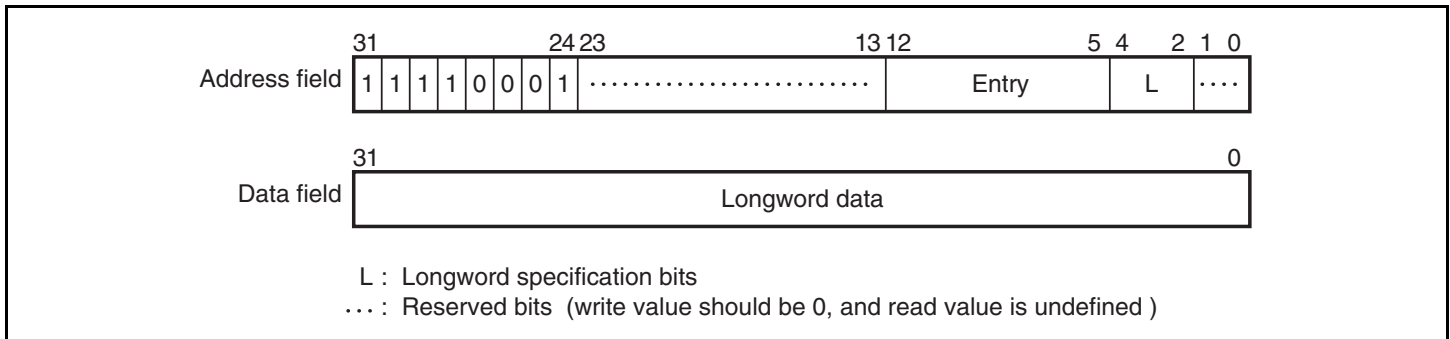 31 24 23 13 12 5 4 2 1 0
Address field 1 1 1 1 0 0 0 1 ............................ Entry L ....
31 0
Data field Longword data
L : Longword specification bits
... : Reserved bits (write value should be 0, and read value is undefined )